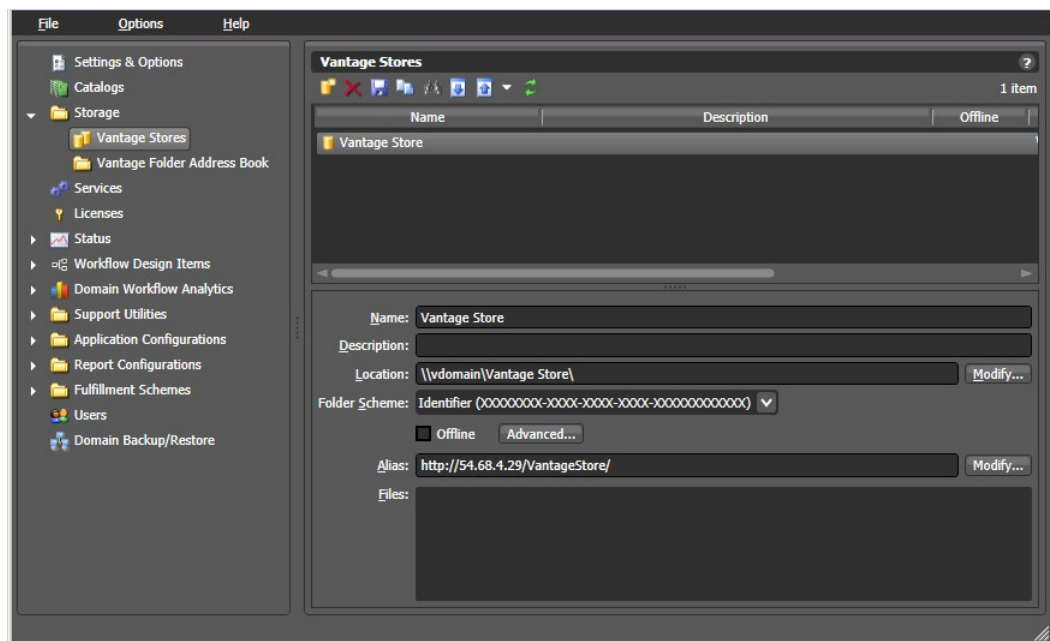 File Options Help
Settings & Options
Catalogs
Storage
Vantage Stores
Vantage Folder Address Book
Services
Licenses
Status
Workflow Design Items
Domain Workflow Analytics
Support Utilities
Application Configurations
Report Configurations
Fulfillment Schemes
Users
Domain Backup/Restore
Vantage Stores ?
1 item
Name Description Offline
Vantage Store
Name: Vantage Store
Description:
Location: \\vdomain\Vantage Store\ Modify...
Folder Scheme: Identifier (XXXXXXXX-XXXX-XXXX-XXXX-XXXXXXXXXXXX)
Offline Advanced...
Alias: http://54.68.4.29/VantageStore/ Modify...
Files: